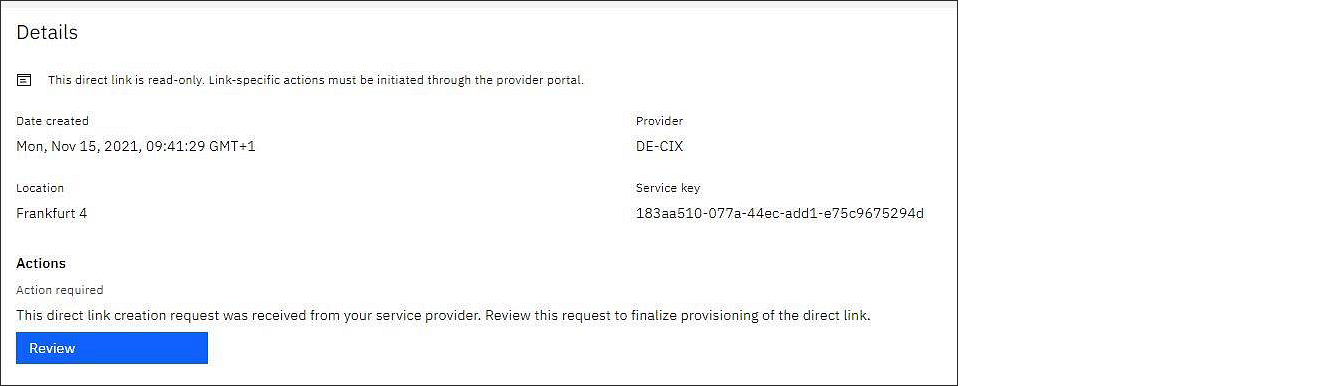 Details
This direct link is read-only. Link-specific actions must be initiated through the provider portal.
Date created
Provider
Mon, Nov 15, 2021, 09:41:29 GMT+1
DE-CIX
Location
Service key
Frankfurt 4
183aa510-077a-44ec-add1-e75c9675294d
Actions
Action required
This direct link creation request was received from your service provider. Review this request to finalize provisioning of the direct link.
Review